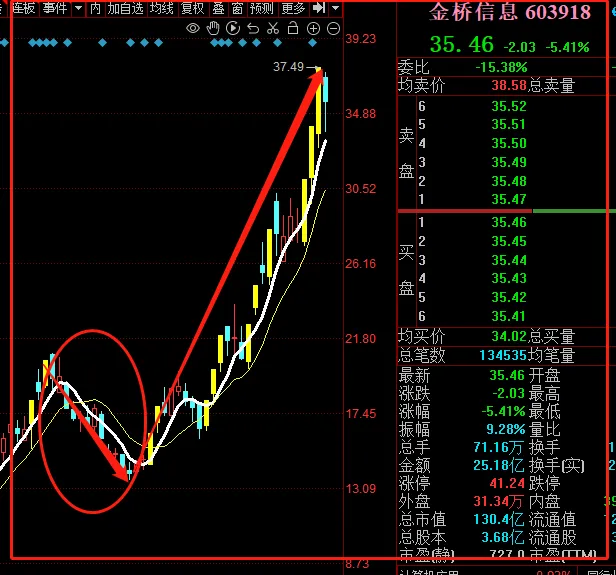 连板 事件 内 加自选 均线 复权 叠 窗 预测 更多
金桥信息 603918
35.46 -2.03 -5.41%
委比 -15.38%
均卖价 38.58 总卖量
卖盘
6 35.52
5 35.51
4 35.50
3 35.49
2 35.48
1 35.47
买盘
1 35.46
2 35.45
3 35.44
4 35.43
5 35.42
6 35.41
均买价 34.02 总买量
总笔数 134535 均笔量
最新 35.46 开盘
涨跌 -2.03 最高
涨幅 -5.41% 最低
振幅 9.28% 量比
总手 71.16万 换手
金额 25.18亿 换手(实)
涨停 41.24 跌停
外盘 31.34万 内盘
总市值 130.4亿 流通值
总股本 3.68亿 流通股
市盈(静) 727.0 市盈(TTM)
39.23
37.49
34.88
30.52
26.16
21.80
17.45
13.09
8.73